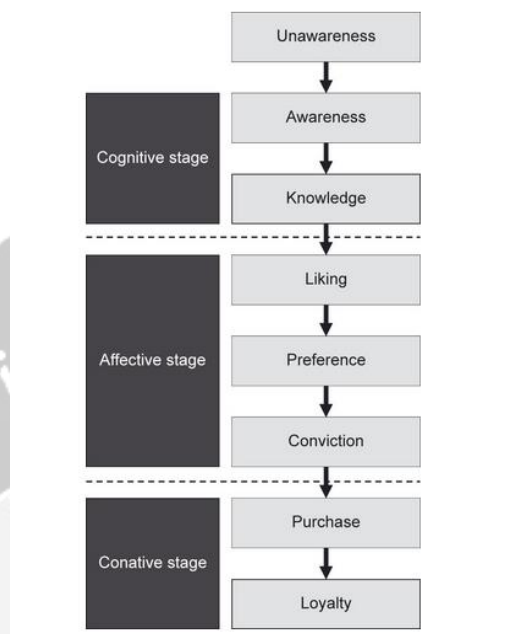 Unawareness
Cognitive stage
Awareness
Knowledge
Affective stage
Liking
Preference
Conviction
Conative stage
Purchase
Loyalty